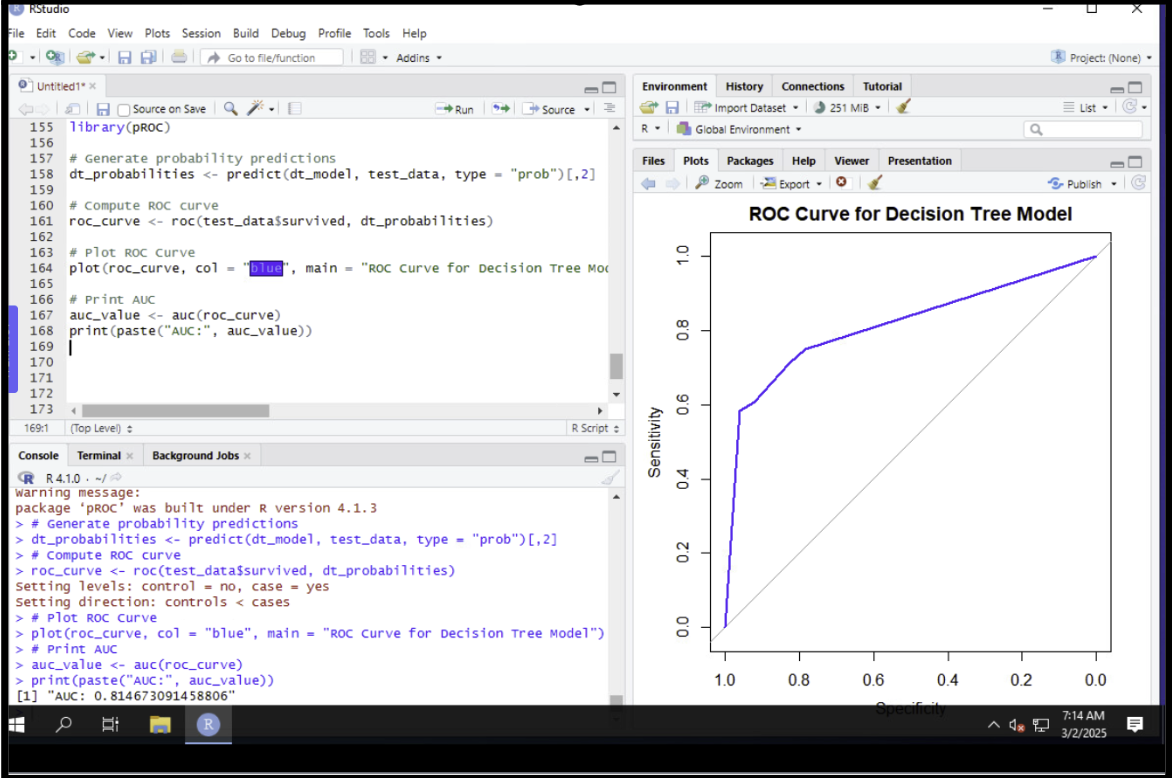 RStudio
File Edit Code View Plots Session Build Debug Profile Tools Help
Go to file/function
Addins
Project: (None)
Untitled1*
Source on Save
Run
Source
155 library(pROC)
156
157 # Generate probability predictions
158 dt_probabilities <- predict(dt_model, test_data, type = "prob")[,2]
159
160 # Compute ROC curve
161 roc_curve <- roc(test_data$survived, dt_probabilities)
162
163 # Plot ROC Curve
164 plot(roc_curve, col = "blue", main = "ROC Curve for Decision Tree Mod
165
166 # Print AUC
167 auc_value <- auc(roc_curve)
168 print(paste("AUC:", auc_value))
169
170
171
172
173
169:1 (Top Level) R Script
Console Terminal Background Jobs
R 4.1.0 · ~/
Warning message:
package ‘pROC’ was built under R version 4.1.3
> # Generate probability predictions
> dt_probabilities <- predict(dt_model, test_data, type = "prob")[,2]
> # Compute ROC curve
> roc_curve <- roc(test_data$survived, dt_probabilities)
Setting levels: control = no, case = yes
Setting direction: controls < cases
> # Plot ROC Curve
> plot(roc_curve, col = "blue", main = "ROC Curve for Decision Tree Model")
> # Print AUC
> auc_value <- auc(roc_curve)
> print(paste("AUC:", auc_value))
[1] "AUC: 0.814673091458806"
Environment History Connections Tutorial
Import Dataset 251 MiB List
R Global Environment
Files Plots Packages Help Viewer Presentation
Zoom Export Publish
ROC Curve for Decision Tree Model
Sensitivity
1.0
0.8
0.6
0.4
0.2
0.0
1.0 0.8 0.6 0.4 0.2 0.0
Specificity
7:14 AM
3/2/2025